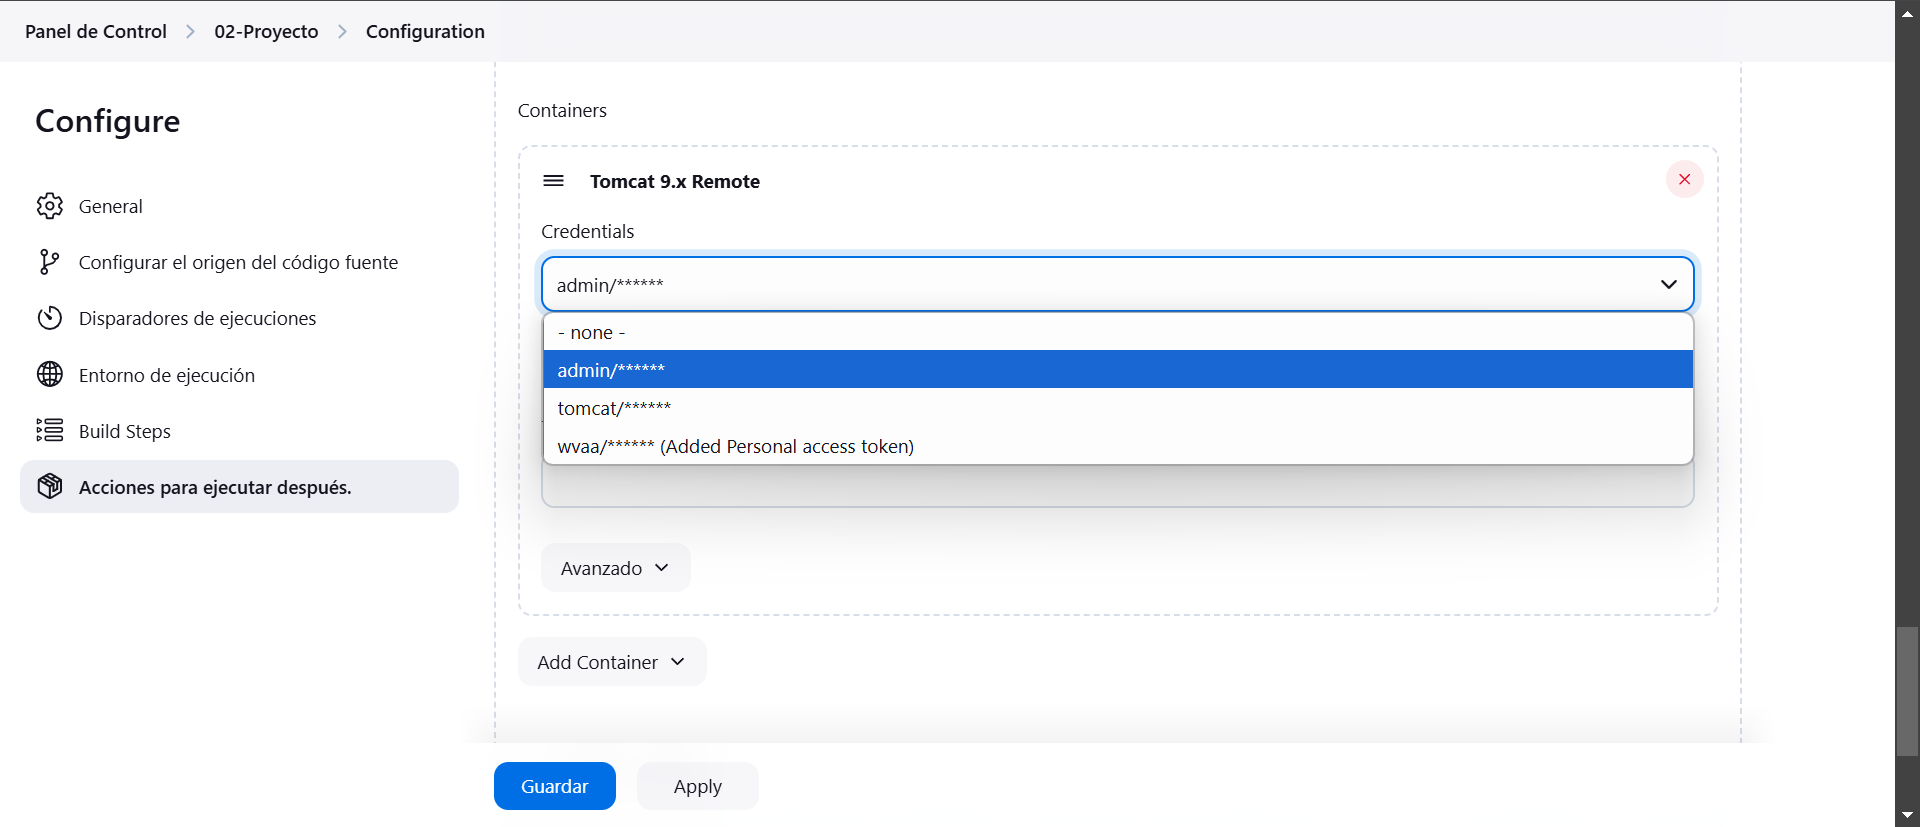 Panel de Control > 02-Proyecto > Configuration
Configure
General
Configurar el origen del código fuente
Disparadores de ejecuciones
Entorno de ejecución
Build Steps
Acciones para ejecutar después.
Containers
Tomcat 9.x Remote
Credentials
admin/******
- none -
admin/******
tomcat/******
wvaa/****** (Added Personal access token)
Avanzado
Add Container
Guardar
Apply